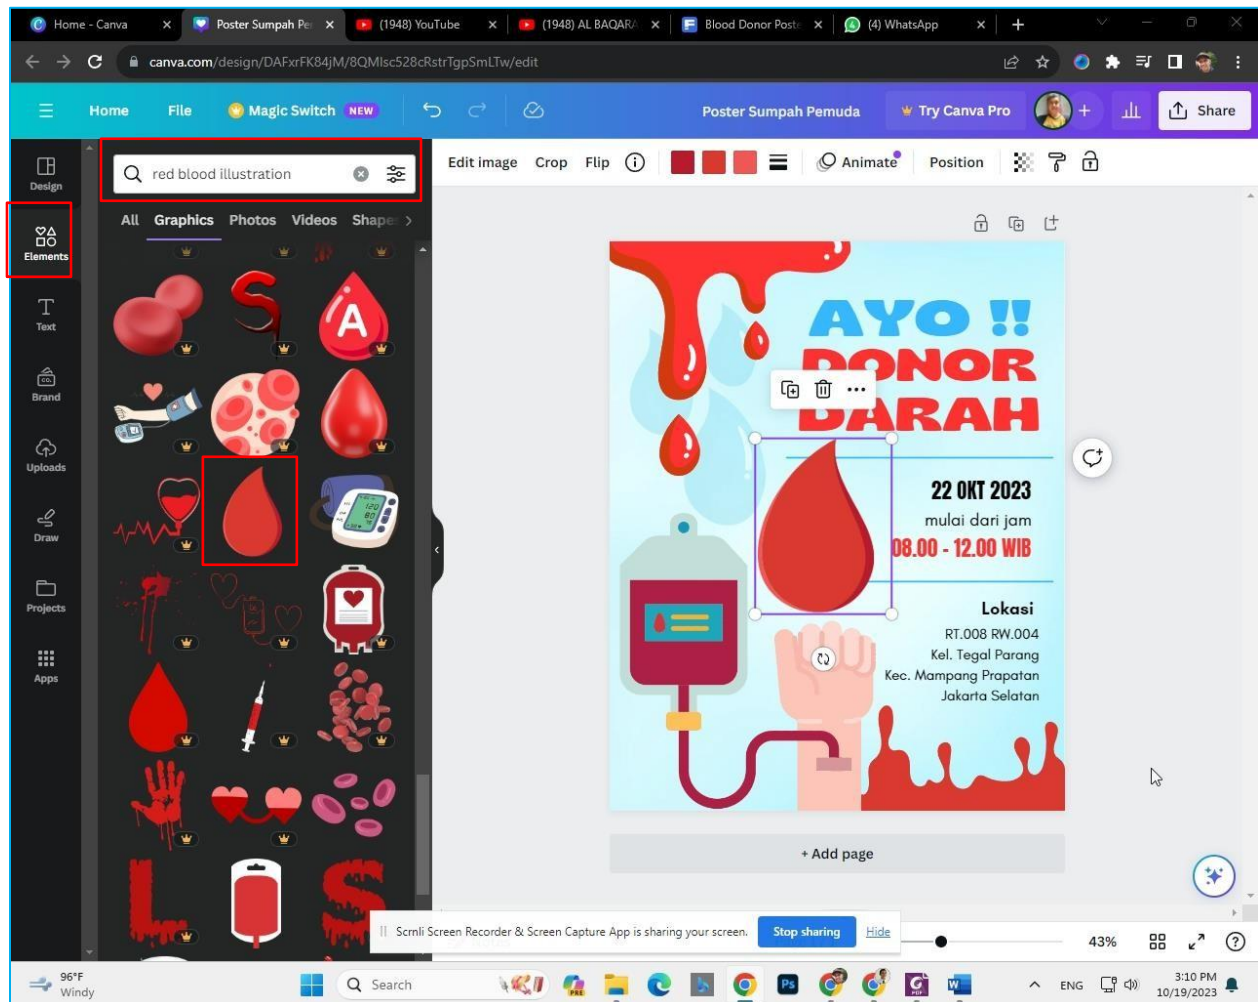 Home - Canva
Poster Sumpah Pe
(1948) YouTube
(1948) AL BAQARA
Blood Donor Poste
(4) WhatsApp
canva.com/design/DAFxrFK84jM/8QMlsc528cRstrTgpSmLTw/edit
Home
File
Magic Switch
NEW
Poster Sumpah Pemuda
Try Canva Pro
Share
Design
Elements
Text
CO.
Brand
Uploads
Draw
Projects
Apps
red blood illustration
All Graphics Photos Videos Shape
Edit image Crop Flip
Animate
Position
A
AYO !!
DONOR
DARAH
22 OKT 2023
mulai dari jam
08.00 - 12.00 WIB
Lokasi
RT.008 RW.004
Kel. Tegal Parang
Kec. Mampang Prapatan
Jakarta Selatan
+ Add page
Scrnli Screen Recorder & Screen Capture App is sharing your screen.
Stop sharing
Hide
43%
96°F
Windy
Search
PRE
Ps
ENG
3:10 PM
10/19/2023